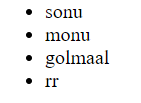 • sonu
• monu
• golmaal
• rr